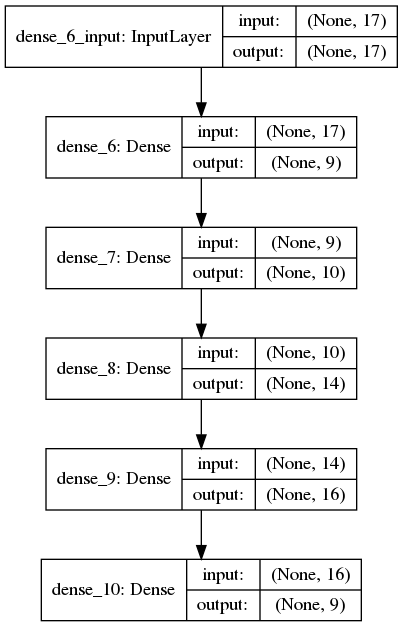 dense_6_input: InputLayer
input: (None, 17)
output: (None, 17)
dense_6: Dense
input: (None, 17)
output: (None, 9)
dense_7: Dense
input: (None, 9)
output: (None, 10)
dense_8: Dense
input: (None, 10)
output: (None, 14)
dense_9: Dense
input: (None, 14)
output: (None, 16)
dense_10: Dense
input: (None, 16)
output: (None, 9)